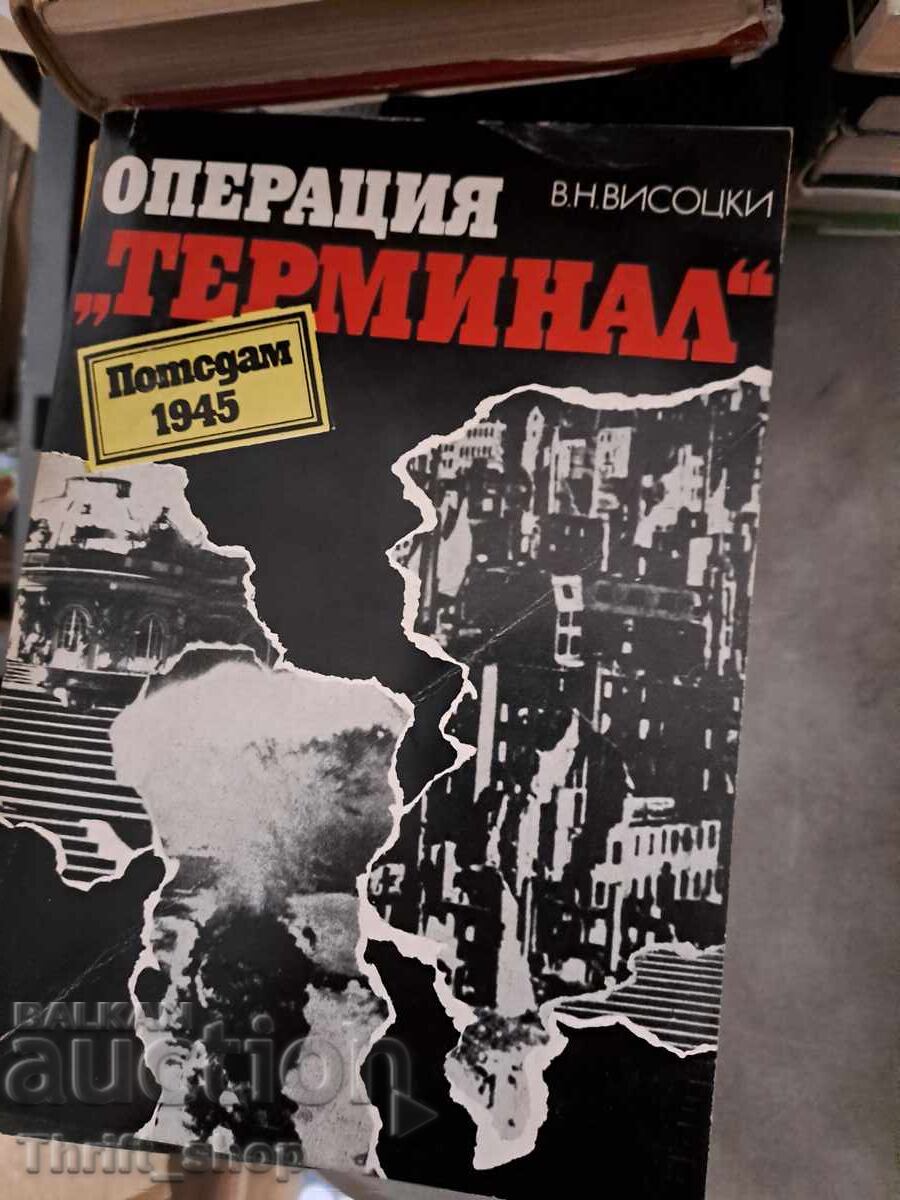 ОПЕРАЦИЯ
В.Н.ВИСОЦКИ
„ТЕРМИНАЛ“
Потсдам
1945
BALKAN
auction
Thrift_shop